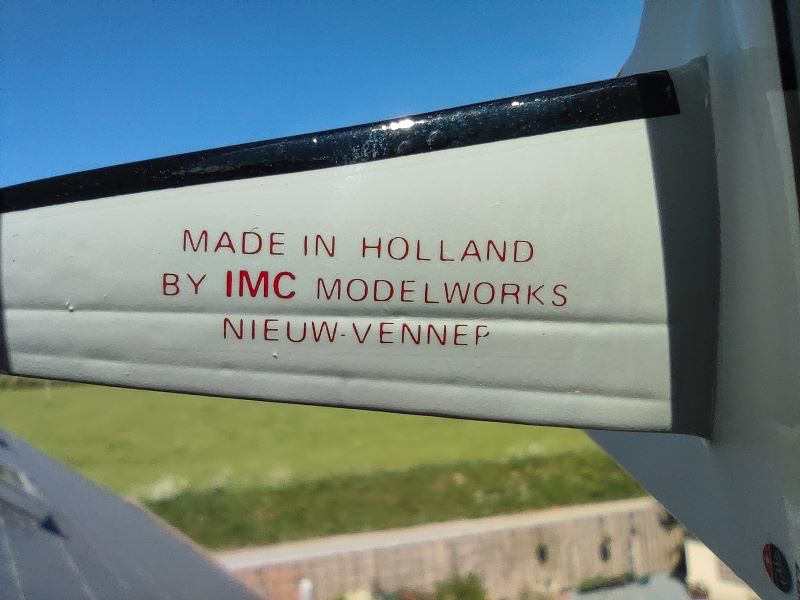 MADE IN HOLLAND
BY IMC MODELWORKS
NIEUW-VENNEP